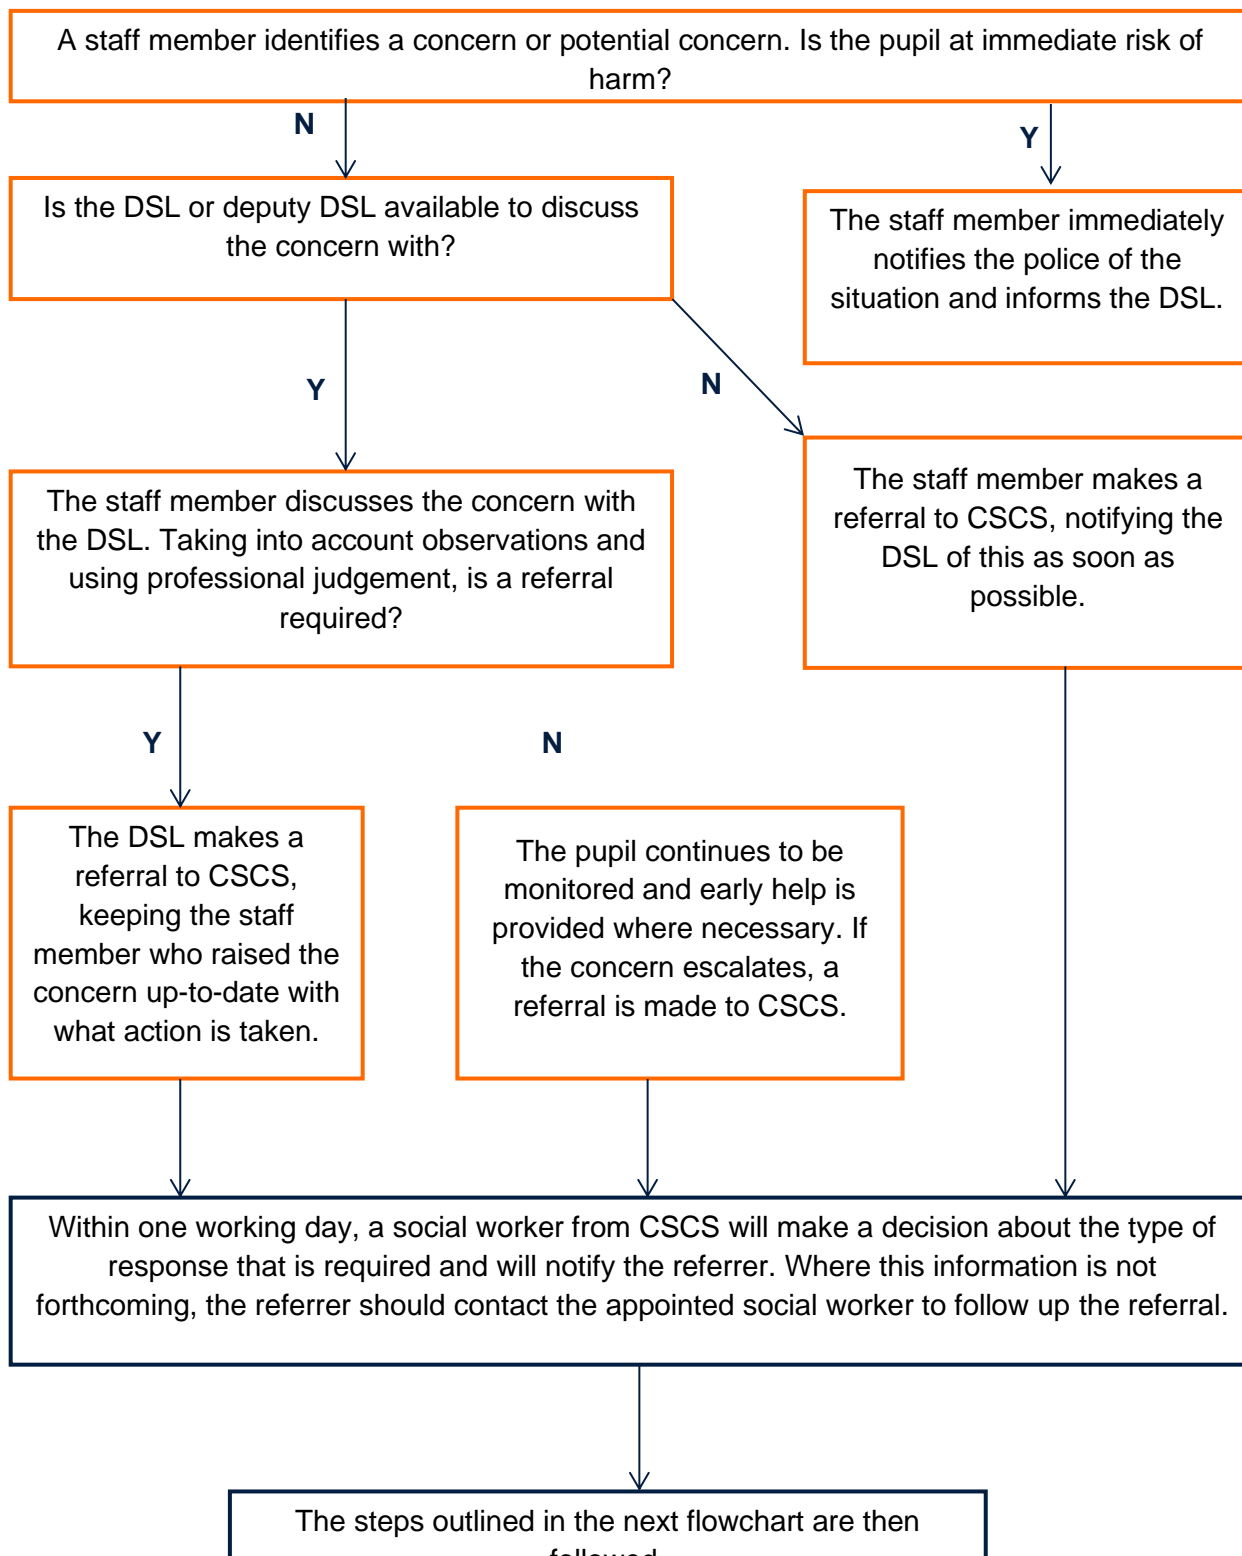 A staff member identifies a concern or potential concern. Is the pupil at immediate risk of
harm?
N
Y
Is the DSL or deputy DSL available to discuss
the concern with?
The staff member immediately
notifies the police of the
situation and informs the DSL.
Y
N
The staff member discusses the concern with
the DSL. Taking into account observations and
using professional judgement, is a referral
required?
The staff member makes a
referral to CSCS, notifying the
DSL of this as soon as
possible.
Y
N
The DSL makes a
referral to CSCS,
keeping the staff
member who raised the
concern up-to-date with
what action is taken.
The pupil continues to be
monitored and early help is
provided where necessary. If
the concern escalates, a
referral is made to CSCS.
Within one working day, a social worker from CSCS will make a decision about the type of
response that is required and will notify the referrer. Where this information is not
forthcoming, the referrer should contact the appointed social worker to follow up the referral.
The steps outlined in the next flowchart are then
followed